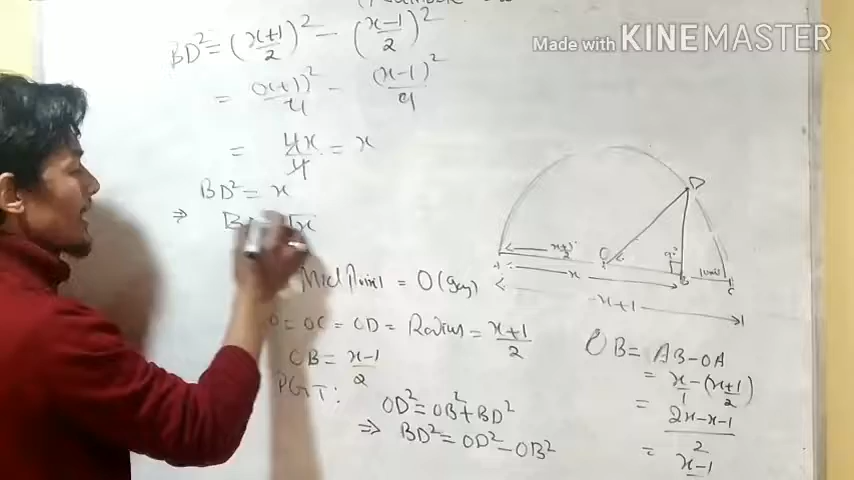 Made with KINEMASTER
BD² = (x+1/2)² - (x-1/2)²
= (x+1)²/4 - (x-1)²/4
= 4x/4 = x
BD² = x
⇒ B √x
Mid Point = O (say)
= OC = OD = Radius = x+1/2
OB = x-1/2
PGT:
OD² = OB² + BD²
⇒ BD² = OD² - OB²
D
x+1/2
O
90°
A
x
B
1unit
C
x+1
OB = AB - OA
= x/1 - (x+1/2)
= 2x-x-1/2
= x-1